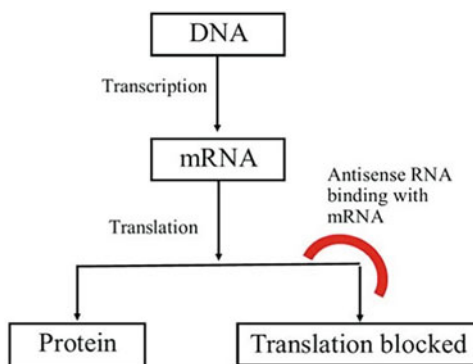 DNA
Transcription
mRNA
Antisense RNA
binding with
mRNA
Translation
Protein
Translation blocked